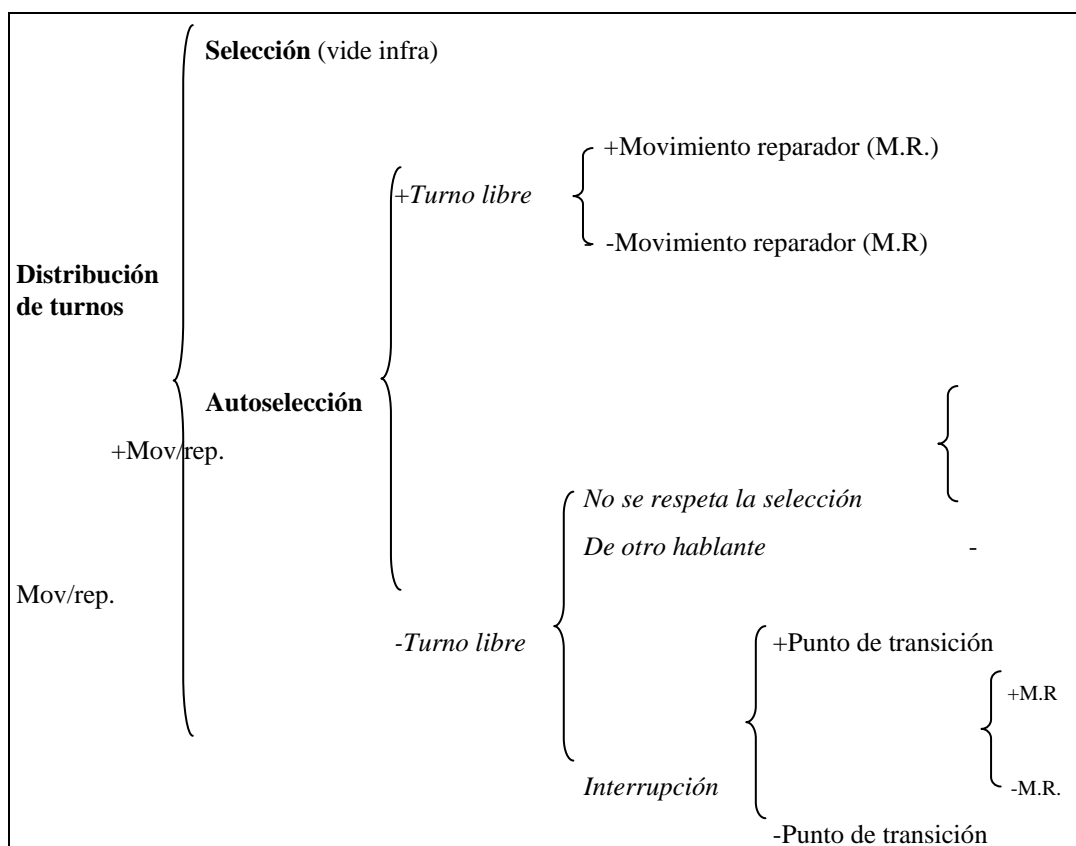 Selección (vide infra)
+Movimiento reparador (M.R.)
+Turno libre
- -Movimiento reparador (M.R)
Distribución
de turnos
Autoselección
+Mov/rep.
No se respeta la selección
De otro hablante -
Mov/rep.
-Turno libre
+Punto de transición
+M.R
Interrupción
-M.R.
-Punto de transición